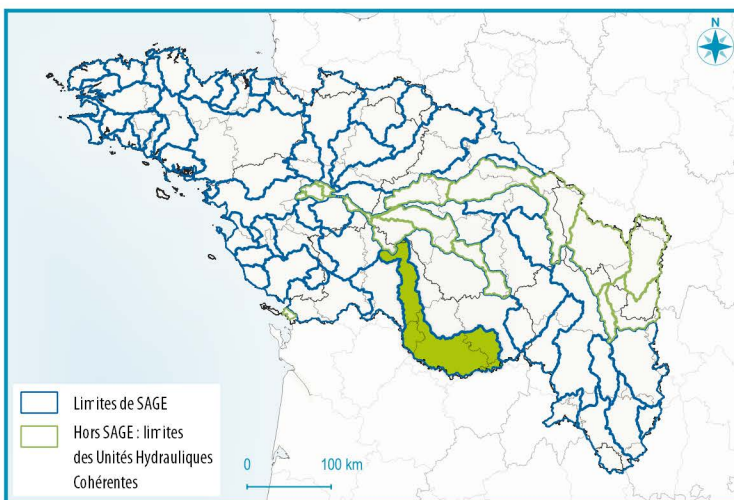 N
Limites de SAGE
Hors SAGE : limites
des Unités Hydrauliques
Cohérentes
0 100 km